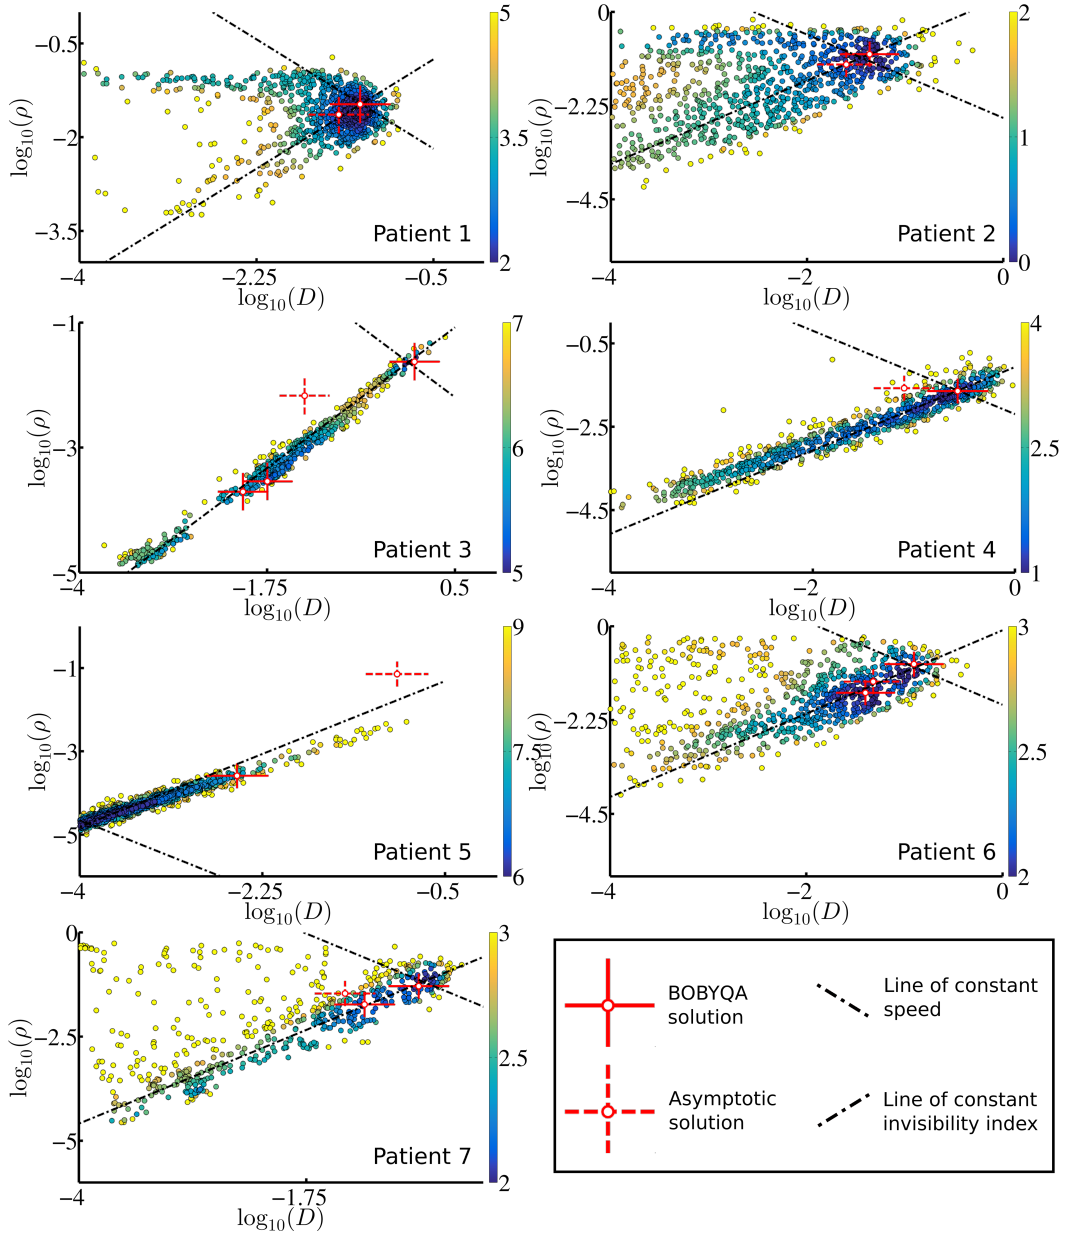 −0.5
−2
−3.5
log₁₀(ρ)
−4
−2.25
−0.5
log₁₀(D)
Patient 1
5
3.5
2
0
−2.25
−4.5
log₁₀(ρ)
−4
−2
0
log₁₀(D)
Patient 2
2
1
0
−1
−3
−5
log₁₀(ρ)
−4
−1.75
0.5
log₁₀(D)
Patient 3
7
6
5
−0.5
−2.5
−4.5
log₁₀(ρ)
−4
−2
0
log₁₀(D)
Patient 4
4
2.5
1
−1
−3
−5
log₁₀(ρ)
−4
−2.25
−0.5
log₁₀(D)
Patient 5
9
7.5
6
0
−2.25
−4.5
log₁₀(ρ)
−4
−2
0
log₁₀(D)
Patient 6
3
2.5
2
0
−2.5
−5
log₁₀(ρ)
−4
−1.75
log₁₀(D)
Patient 7
3
2.5
2
BOBYQA
solution
Line of constant
speed
Asymptotic
solution
Line of constant
invisibility index